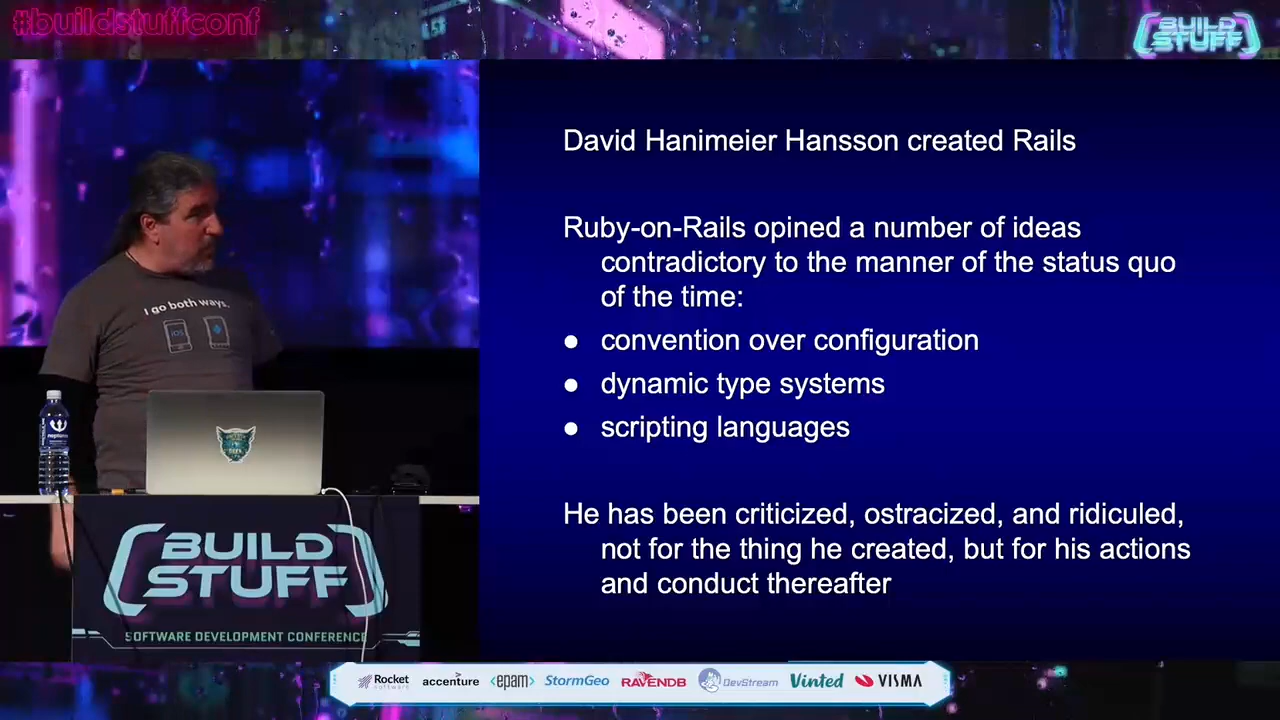 #buildstuffconf
BUILD
STUFF
David Hanimeier Hansson created Rails
Ruby-on-Rails opined a number of ideas
contradictory to the manner of the status quo
of the time:
● convention over configuration
● dynamic type systems
● scripting languages
He has been criticized, ostracized, and ridiculed,
not for the thing he created, but for his actions
and conduct thereafter
I go both ways.
iOS
BUILD
STUFF
SOFTWARE DEVELOPMENT CONFERENCE
Rocket
software
accenture
<epam>
StormGeo
RAVENDB
DevStream
Vinted
VISMA